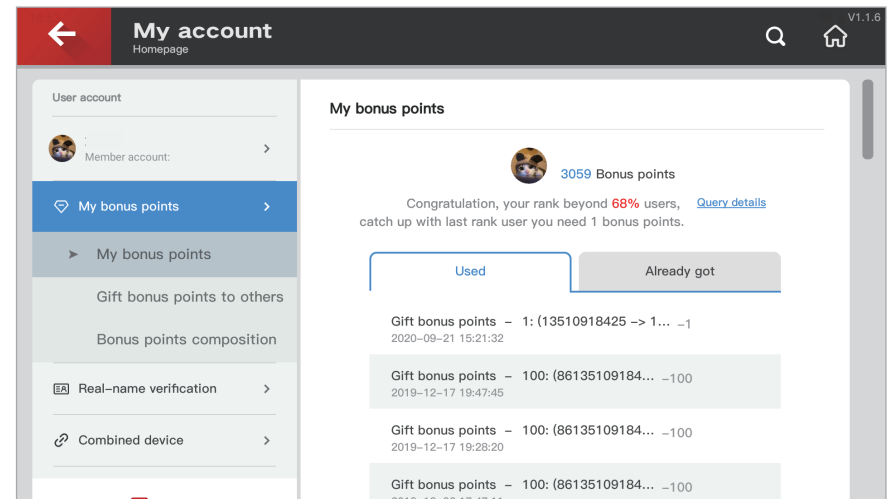 My account
Homepage
V1.1.6
User account
Member account:
My bonus points
My bonus points
Gift bonus points to others
Bonus points composition
Real-name verification
Combined device
My bonus points
3059 Bonus points
Congratulation, your rank beyond 68% users, Query details
catch up with last rank user you need 1 bonus points.
Used
Already got
Gift bonus points – 1: (13510918425 –> 1... –1
2020-09-21 15:21:32
Gift bonus points – 100: (86135109184... –100
2019-12-17 19:47:45
Gift bonus points – 100: (86135109184... –100
2019-12-17 19:28:20
Gift bonus points – 100: (86135109184... –100